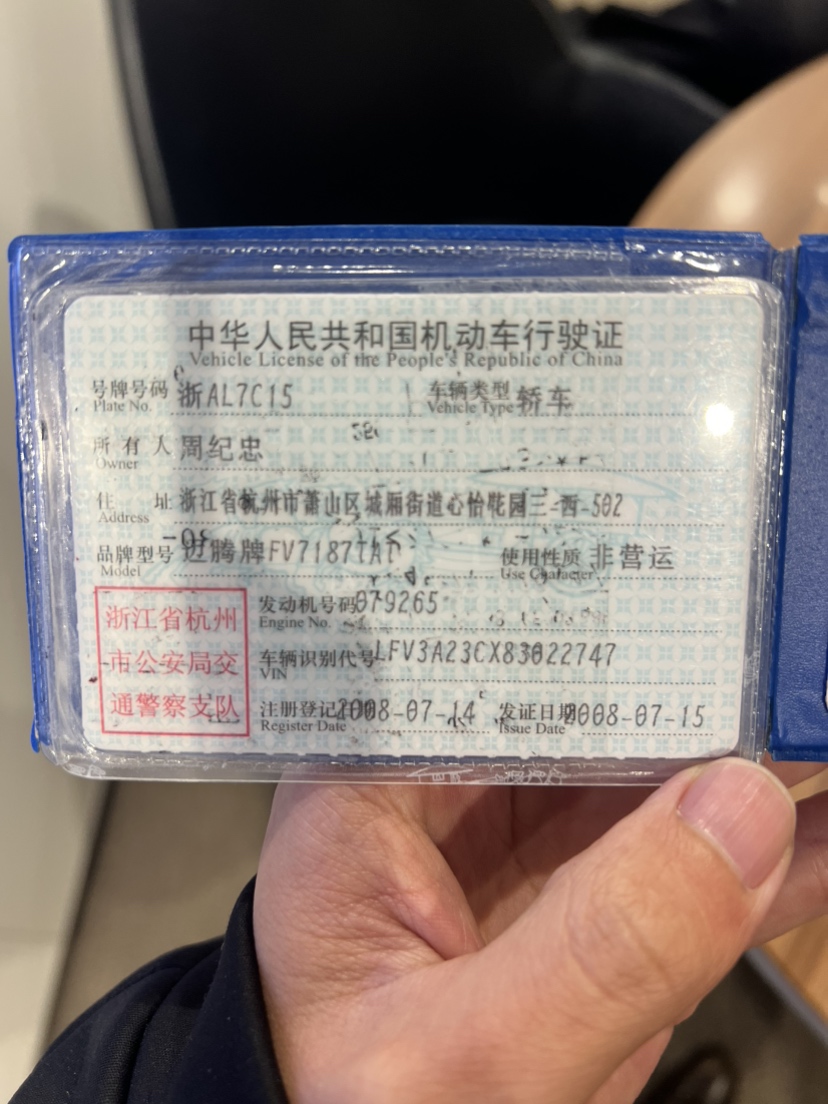 中华人民共和国机动车行驶证
Vehicle License of the People's Republic of China
号牌号码 浙AL7C15 车辆类型 轿车
Plate No. Vehicle Type
所有人 周纪忠
Owner
住址 浙江省杭州市萧山区城厢街道心怡花园三-西-502
Address
品牌型号 迈腾牌FV7187TAT 使用性质 非营运
Model Use Character
浙江省杭州
市公安局交
通警察支队
发动机号码 079265
Engine No.
车辆识别代号 LFV3A23CX83022747
VIN
注册登记 2008-07-14 发证日期 2008-07-15
Register Date Issue Date